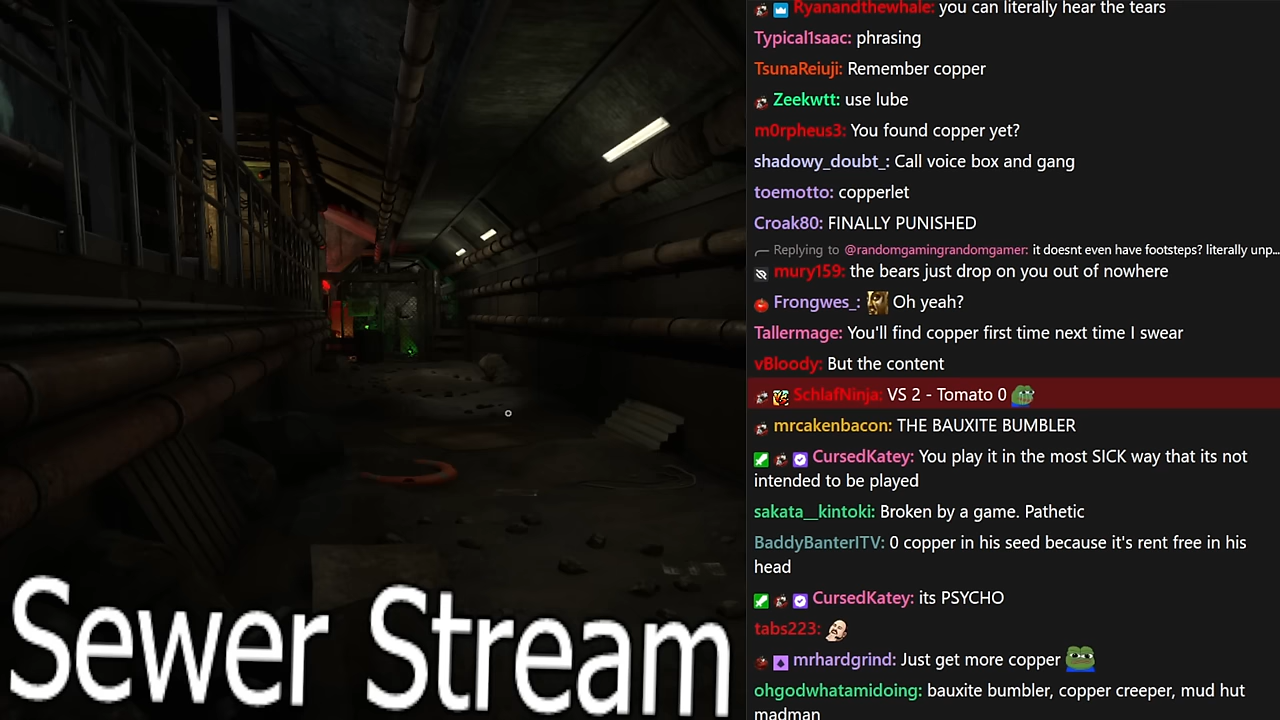 Ryanandthewhale: you can literally hear the tears
Typical1saac: phrasing
TsunaReiuji: Remember copper
Zeekwtt: use lube
m0rpheus3: You found copper yet?
shadowy_doubt_: Call voice box and gang
toemotto: copperlet
Croak80: FINALLY PUNISHED
Replying to @randomgamingrandomgamer: it doesnt even have footsteps? literally unp...
mury159: the bears just drop on you out of nowhere
Frongwes_: Oh yeah?
Tallermage: You'll find copper first time next time I swear
vBloody: But the content
SchlafNinja: VS 2 - Tomato 0
mrcakenbacon: THE BAUXITE BUMBLER
CursedKatey: You play it in the most SICK way that its not
intended to be played
sakata__kintoki: Broken by a game. Pathetic
BaddyBanterITV: 0 copper in his seed because it's rent free in his
head
CursedKatey: its PSYCHO
tabs223:
mrhardgrind: Just get more copper
ohgodwhatamidoing: bauxite bumbler, copper creeper, mud hut
madman
Sewer Stream